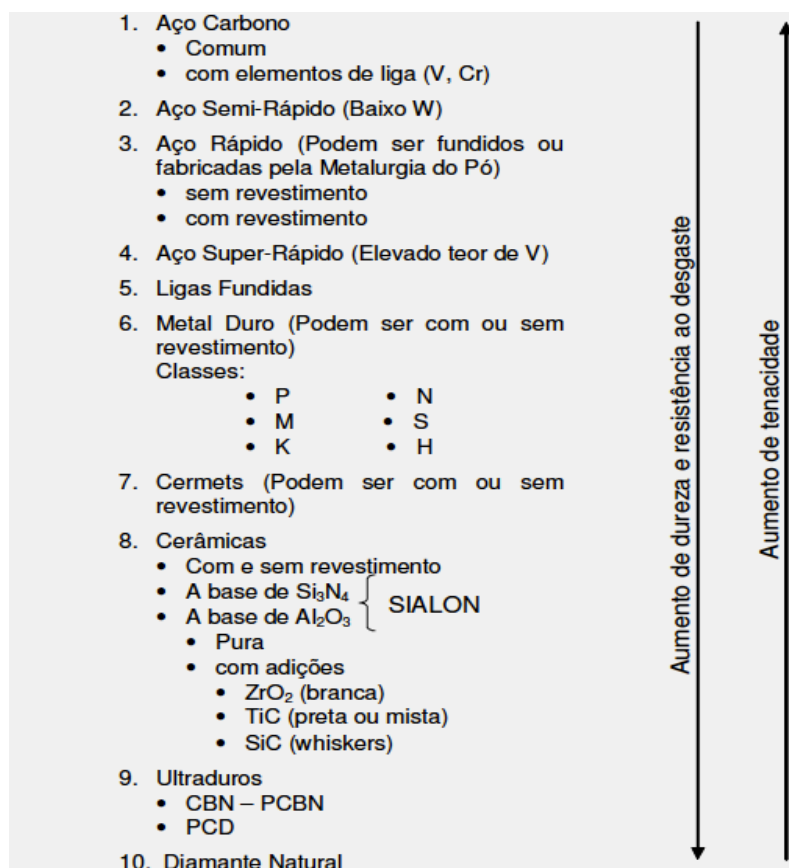 1. Aço Carbono
• Comum
• com elementos de liga (V, Cr)
2. Aço Semi-Rápido (Baixo W)
3. Aço Rápido (Podem ser fundidos ou
fabricadas pela Metalurgia do Pó)
• sem revestimento
• com revestimento
4. Aço Super-Rápido (Elevado teor de V)
5. Ligas Fundidas
6. Metal Duro (Podem ser com ou sem
revestimento)
Classes:
• P • N
• M • S
• K • H
7. Cermets (Podem ser com ou sem
revestimento)
8. Cerâmicas
• Com e sem revestimento
• A base de Si₃N₄
• A base de Al₂O₃
SIALON
• Pura
• com adições
• ZrO₂ (branca)
• TiC (preta ou mista)
• SiC (whiskers)
9. Ultraduros
• CBN – PCBN
• PCD
10. Diamante Natural
Aumento de dureza e resistência ao desgaste
Aumento de tenacidade